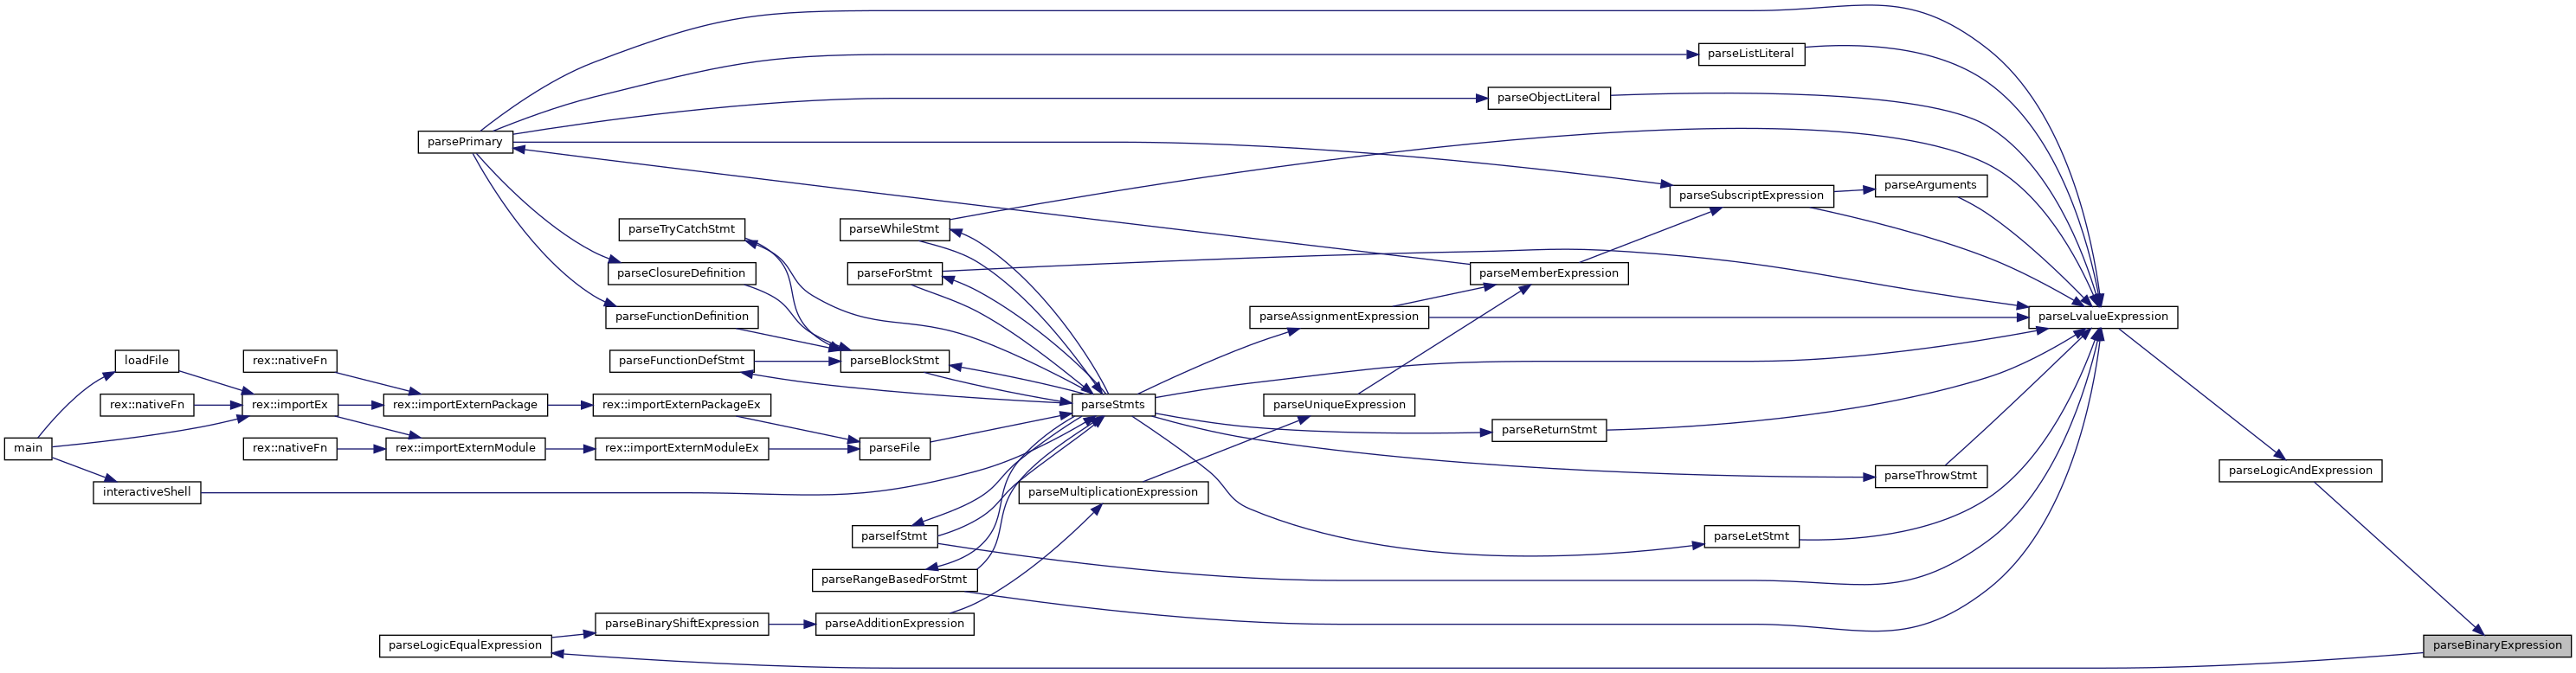 parseListLiteral
parseObjectLiteral
parsePrimary
parseArguments
parseSubscriptExpression
parseTryCatchStmt
parseWhileStmt
parseClosureDefinition
parseForStmt
parseMemberExpression
parseFunctionDefinition
parseAssignmentExpression
parseLvalueExpression
loadFile
rex::nativeFn
parseFunctionDefStmt
parseBlockStmt
rex::nativeFn
rex::importEx
rex::importExternPackage
rex::importExternPackageEx
parseStmts
parseUniqueExpression
parseReturnStmt
main
rex::nativeFn
rex::importExternModule
rex::importExternModuleEx
parseFile
parseLogicAndExpression
parseThrowStmt
interactiveShell
parseMultiplicationExpression
parseIfStmt
parseLetStmt
parseRangeBasedForStmt
parseBinaryShiftExpression
parseAdditionExpression
parseLogicEqualExpression
parseBinaryExpression